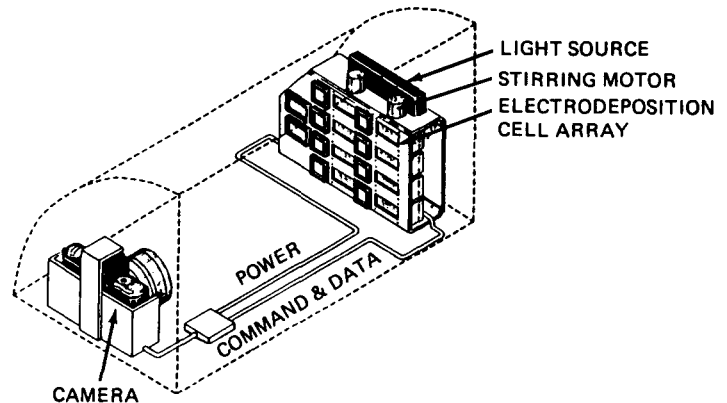 LIGHT SOURCE
STIRRING MOTOR
ELECTRODEPOSITION
CELL ARRAY
POWER
COMMAND & DATA
CAMERA